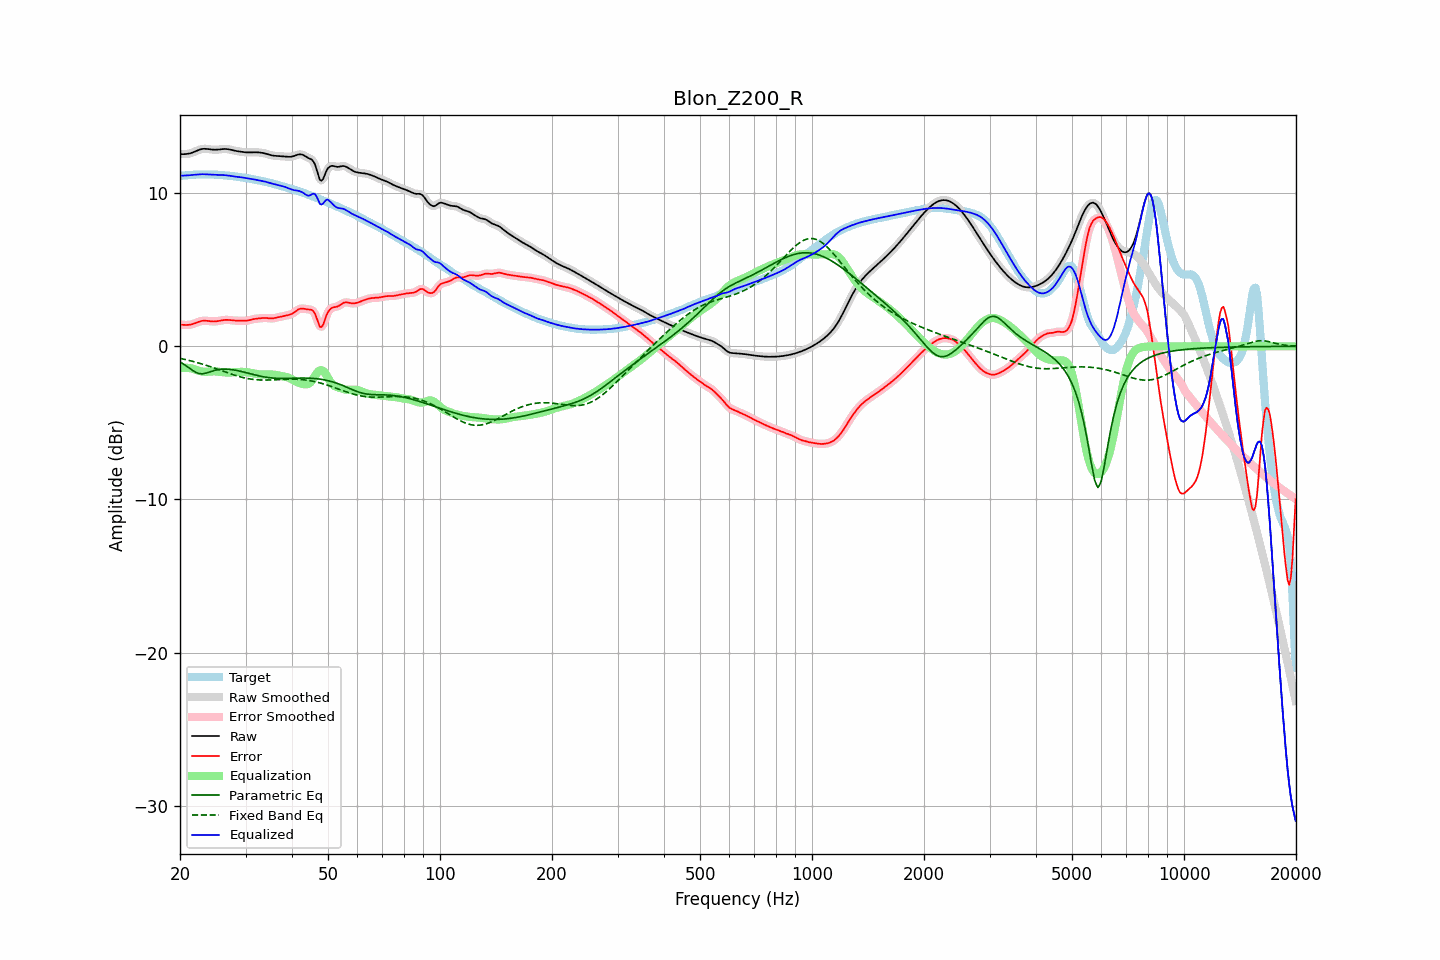 Blon_Z200_R
Amplitude (dBr)
10
0
−10
−20
−30
Target
Raw Smoothed
Error Smoothed
Raw
Error
Equalization
Parametric Eq
Fixed Band Eq
Equalized
20 50 100 200 500 1000 2000 5000 10000 20000
Frequency (Hz)